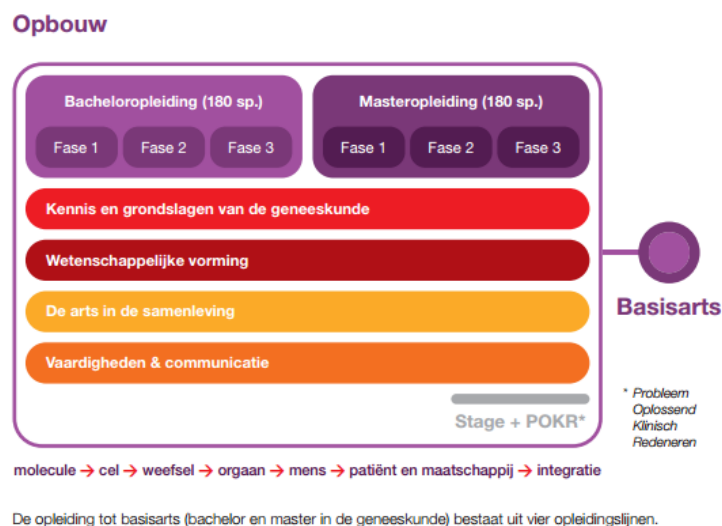 Opbouw
Bacheloropleiding (180 sp.)
Fase 1 Fase 2 Fase 3
Masteropleiding (180 sp.)
Fase 1 Fase 2 Fase 3
Kennis en grondslagen van de geneeskunde
Wetenschappelijke vorming
De arts in de samenleving
Vaardigheden & communicatie
Stage + POKR*
Basisarts
* Probleem
Oplossend
Klinisch
Redeneren
molecule → cel → weefsel → orgaan → mens → patiënt en maatschappij → integratie
De opleiding tot basisarts (bachelor en master in de geneeskunde) bestaat uit vier opleidingslijnen.